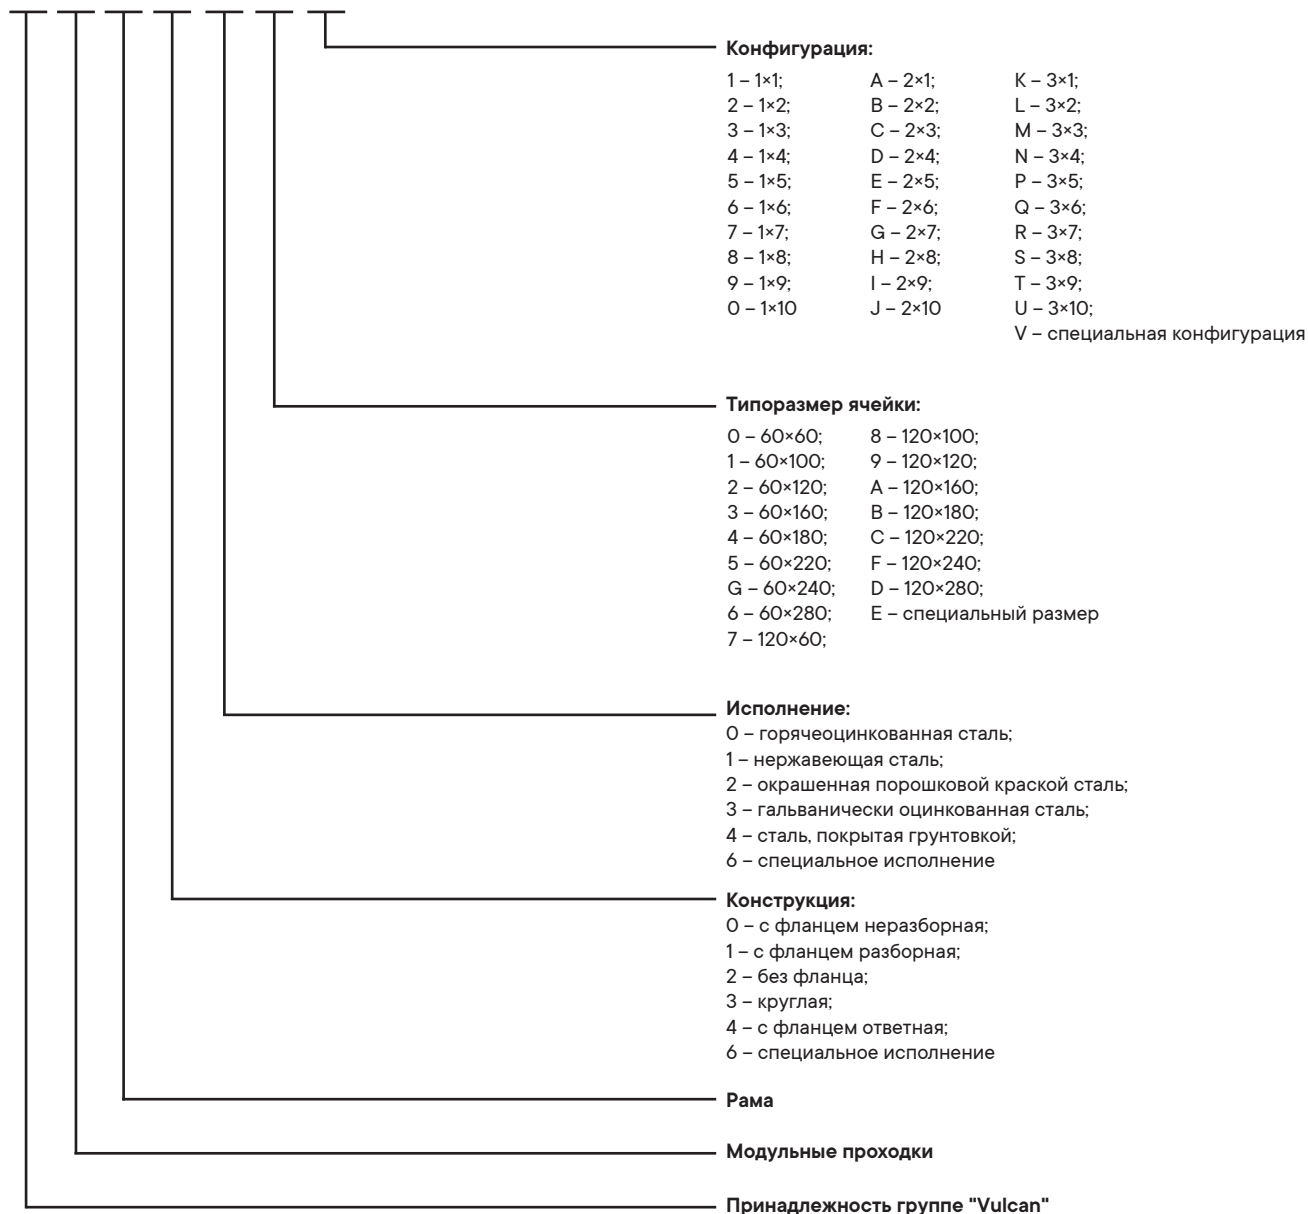 Конфигурация:
1 – 1×1; A – 2×1; K – 3×1;
2 – 1×2; B – 2×2; L – 3×2;
3 – 1×3; C – 2×3; M – 3×3;
4 – 1×4; D – 2×4; N – 3×4;
5 – 1×5; E – 2×5; P – 3×5;
6 – 1×6; F – 2×6; Q – 3×6;
7 – 1×7; G – 2×7; R – 3×7;
8 – 1×8; H – 2×8; S – 3×8;
9 – 1×9; I – 2×9; T – 3×9;
0 – 1×10 J – 2×10 U – 3×10;
V – специальная конфигурация
Типоразмер ячейки:
0 – 60×60; 8 – 120×100;
1 – 60×100; 9 – 120×120;
2 – 60×120; A – 120×160;
3 – 60×160; B – 120×180;
4 – 60×180; C – 120×220;
5 – 60×220; F – 120×240;
G – 60×240; D – 120×280;
6 – 60×280; E – специальный размер
7 – 120×60;
Исполнение:
0 – горячеоцинкованная сталь;
1 – нержавеющая сталь;
2 – окрашенная порошковой краской сталь;
3 – гальванически оцинкованная сталь;
4 – сталь, покрытая грунтовкой;
6 – специальное исполнение
Конструкция:
0 – с фланцем неразборная;
1 – с фланцем разборная;
2 – без фланца;
3 – круглая;
4 – с фланцем ответная;
6 – специальное исполнение
Рама
Модульные проходки
Принадлежность группе "Vulcan"